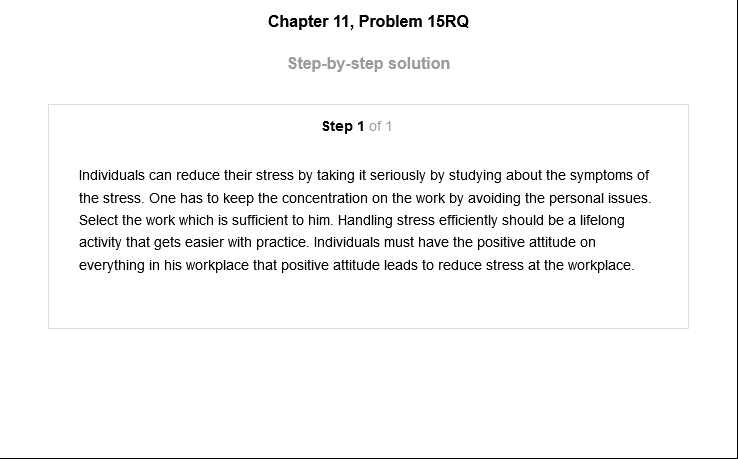 Chapter 11, Problem 15RQ
Step-by-step solution
Step 1 of 1
Individuals can reduce their stress by taking it seriously by studying about the symptoms of
the stress. One has to keep the concentration on the work by avoiding the personal issues.
Select the work which is sufficient to him. Handling stress efficiently should be a lifelong
activity that gets easier with practice. Individuals must have the positive attitude on
everything in his workplace that positive attitude leads to reduce stress at the workplace.